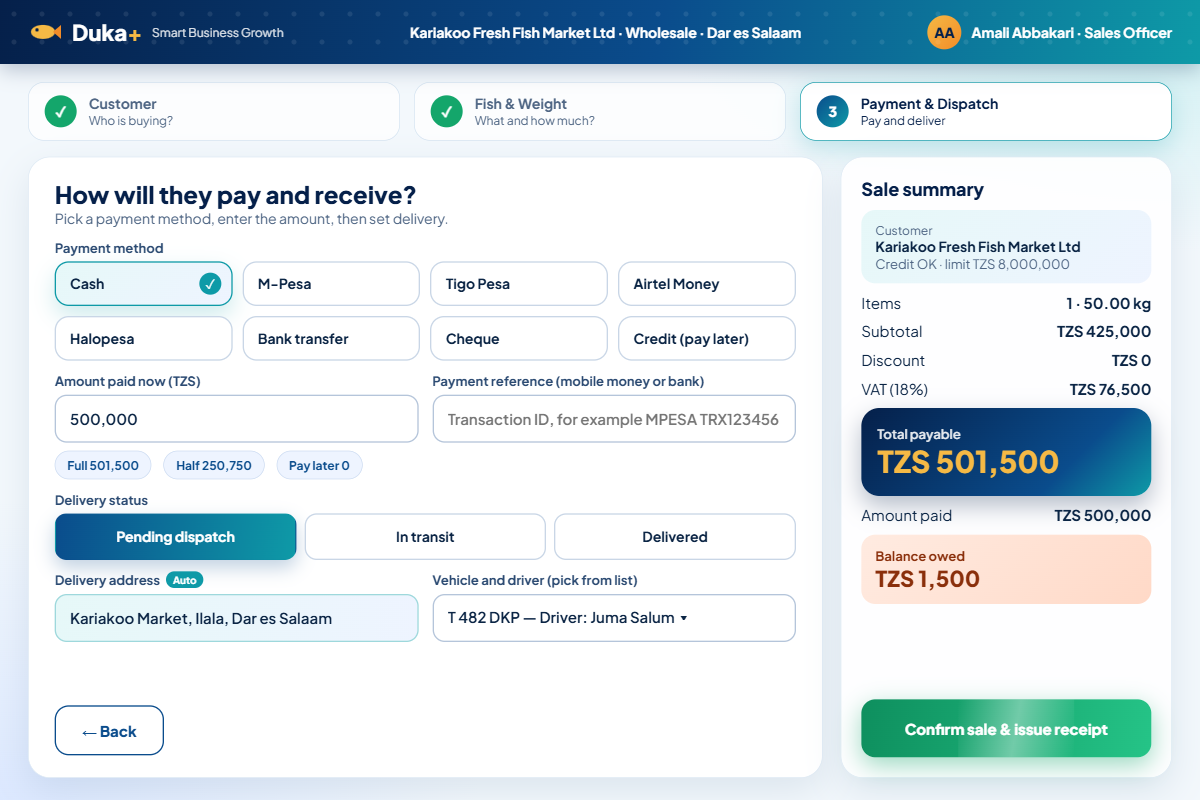 Duka+ Smart Business Growth
Kariakoo Fresh Fish Market Ltd · Wholesale · Dar es Salaam
AA Amali Abbakari · Sales Officer
✓ Customer
Who is buying?
✓ Fish & Weight
What and how much?
3 Payment & Dispatch
Pay and deliver
How will they pay and receive?
Pick a payment method, enter the amount, then set delivery.
Payment method
Cash ✓
M-Pesa
Tigo Pesa
Airtel Money
Halopesa
Bank transfer
Cheque
Credit (pay later)
Amount paid now (TZS)
500,000
Payment reference (mobile money or bank)
Transaction ID, for example MPESA TRX123456
Full 501,500
Half 250,750
Pay later 0
Delivery status
Pending dispatch
In transit
Delivered
Delivery address Auto
Kariakoo Market, Ilala, Dar es Salaam
Vehicle and driver (pick from list)
T 482 DKP — Driver: Juma Salum ▾
← Back
Sale summary
Customer
Kariakoo Fresh Fish Market Ltd
Credit OK · limit TZS 8,000,000
Items 1 · 50.00 kg
Subtotal TZS 425,000
Discount TZS 0
VAT (18%) TZS 76,500
Total payable
TZS 501,500
Amount paid TZS 500,000
Balance owed
TZS 1,500
Confirm sale & issue receipt